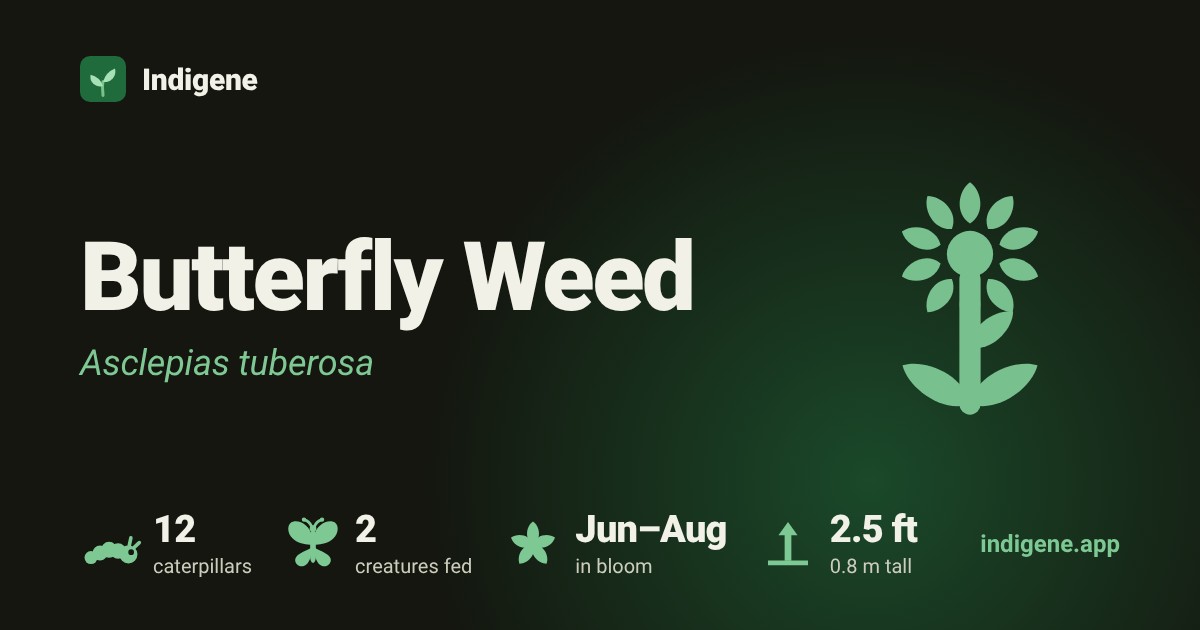 Indigene
Butterfly Weed
Asclepias tuberosa
12
caterpillars
2
creatures fed
Jun–Aug
in bloom
2.5 ft
0.8 m tall
indigene.app